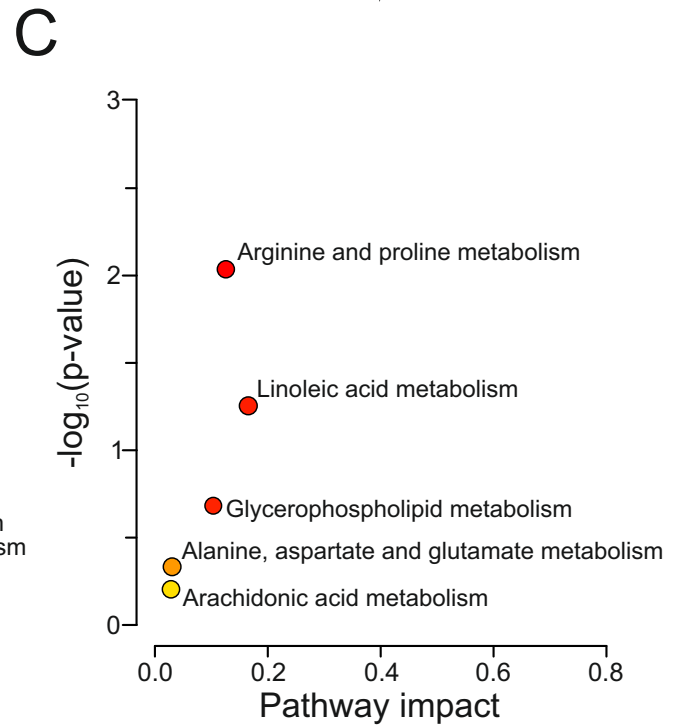 C
3
2
1
0
-log10(p-value)
Arginine and proline metabolism
Linoleic acid metabolism
Glycerophospholipid metabolism
Alanine, aspartate and glutamate metabolism
Arachidonic acid metabolism
0.0 0.2 0.4 0.6 0.8
Pathway impact